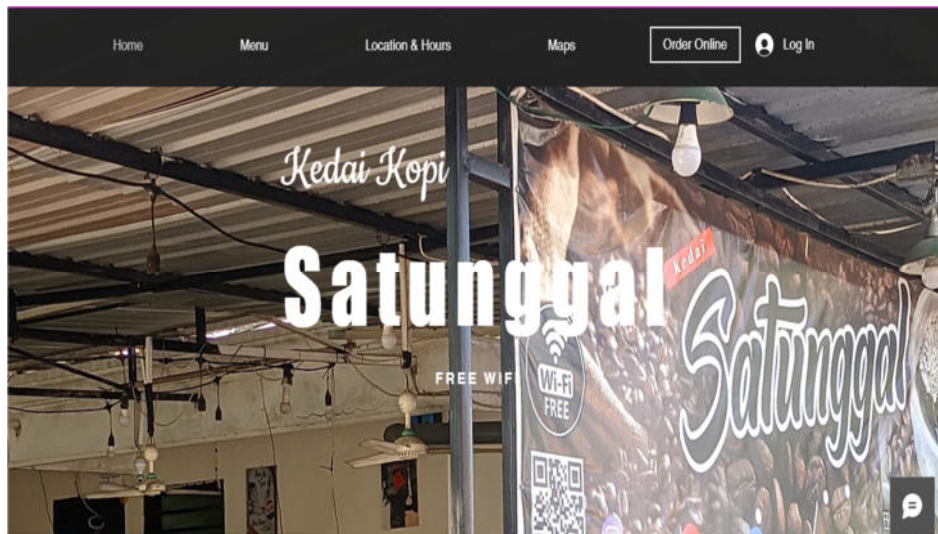 Home Menu Location & Hours Maps Order Online Log In
Kedai Kopi
Satunggal
FREE WIFI
kedai
Satunggal
Wi-Fi
FREE